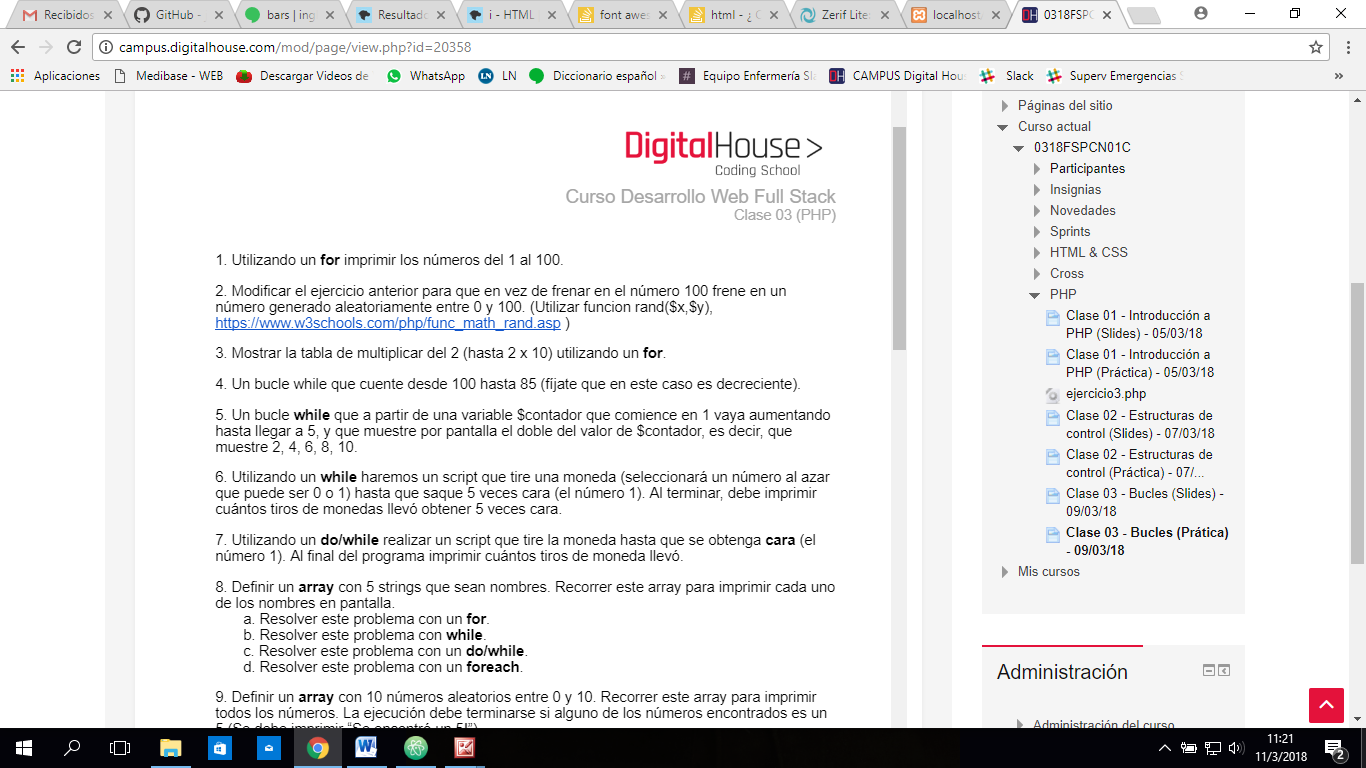 Recibidos
GitHub -
bars | ing
Resultado
i - HTML
font awes
html - ¿
Zerif Lite
localhost
0318FSPC
campus.digitalhouse.com/mod/page/view.php?id=20358
Aplicaciones
Medibase - WEB
Descargar Videos de
WhatsApp
LN
Diccionario español
Equipo Enfermería Sl
CAMPUS Digital Hou
Slack
Superv Emergencias S
DigitalHouse >
Coding School
Curso Desarrollo Web Full Stack
Clase 03 (PHP)
1. Utilizando un for imprimir los números del 1 al 100.
2. Modificar el ejercicio anterior para que en vez de frenar en el número 100 frene en un
número generado aleatoriamente entre 0 y 100. (Utilizar funcion rand($x,$y),
https://www.w3schools.com/php/func_math_rand.asp )
3. Mostrar la tabla de multiplicar del 2 (hasta 2 x 10) utilizando un for.
4. Un bucle while que cuente desde 100 hasta 85 (fíjate que en este caso es decreciente).
5. Un bucle while que a partir de una variable $contador que comience en 1 vaya aumentando
hasta llegar a 5, y que muestre por pantalla el doble del valor de $contador, es decir, que
muestre 2, 4, 6, 8, 10.
6. Utilizando un while haremos un script que tire una moneda (seleccionará un número al azar
que puede ser 0 o 1) hasta que saque 5 veces cara (el número 1). Al terminar, debe imprimir
cuántos tiros de monedas llevó obtener 5 veces cara.
7. Utilizando un do/while realizar un script que tire la moneda hasta que se obtenga cara (el
número 1). Al final del programa imprimir cuántos tiros de moneda llevó.
8. Definir un array con 5 strings que sean nombres. Recorrer este array para imprimir cada uno
de los nombres en pantalla.
a. Resolver este problema con un for.
b. Resolver este problema con while.
c. Resolver este problema con un do/while.
d. Resolver este problema con un foreach.
9. Definir un array con 10 números aleatorios entre 0 y 10. Recorrer este array para imprimir
todos los números. La ejecución debe terminarse si alguno de los números encontrados es un
5 (Se debe imprimir “Se encontró un 5!”)
Páginas del sitio
Curso actual
0318FSPCN01C
Participantes
Insignias
Novedades
Sprints
HTML & CSS
Cross
PHP
Clase 01 - Introducción a
PHP (Slides) - 05/03/18
Clase 01 - Introducción a
PHP (Práctica) - 05/03/18
ejercicio3.php
Clase 02 - Estructuras de
control (Slides) - 07/03/18
Clase 02 - Estructuras de
control (Práctica) - 07/...
Clase 03 - Bucles (Slides) -
09/03/18
Clase 03 - Bucles (Prática)
- 09/03/18
Mis cursos
Administración
Administración del curso
11:21
11/3/2018
2